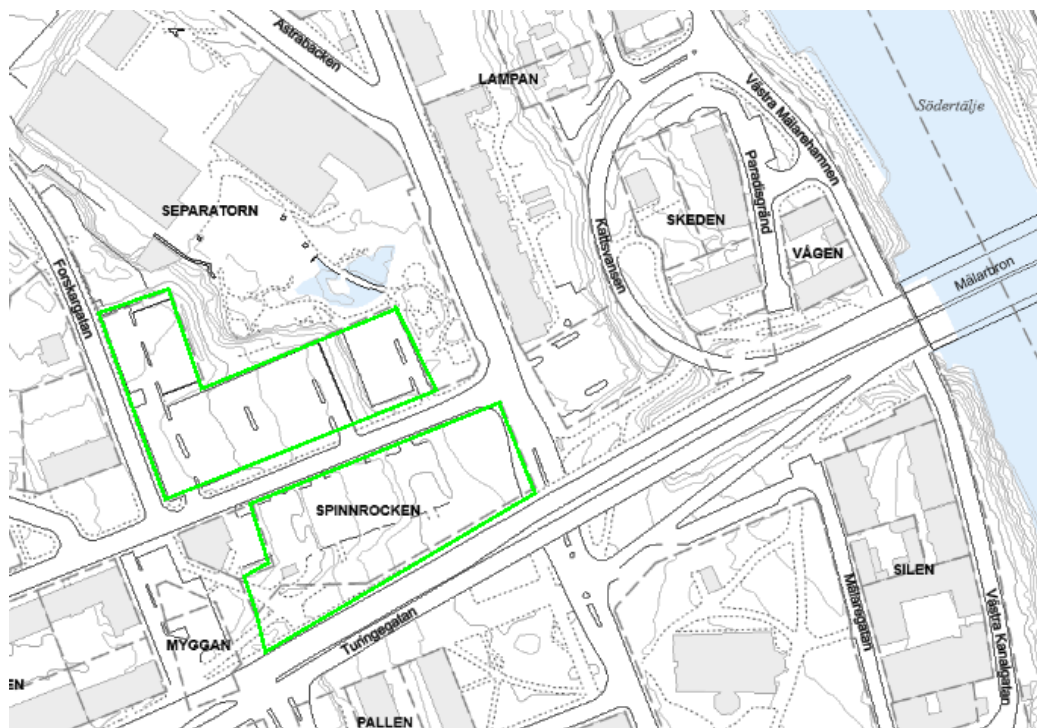 Astrabacken
LAMPAN
Västra Mälarehamnen
Södertälje
SEPARATORN
Paradisgränd
SKEDEN
Kattsvansen
VÅGEN
Forskargatan
Mälarbron
SPINNROCKEN
SILEN
Mälaregatan
Turingegatan
MYGGAN
Västra Kanalgatan
EN
PALLEN